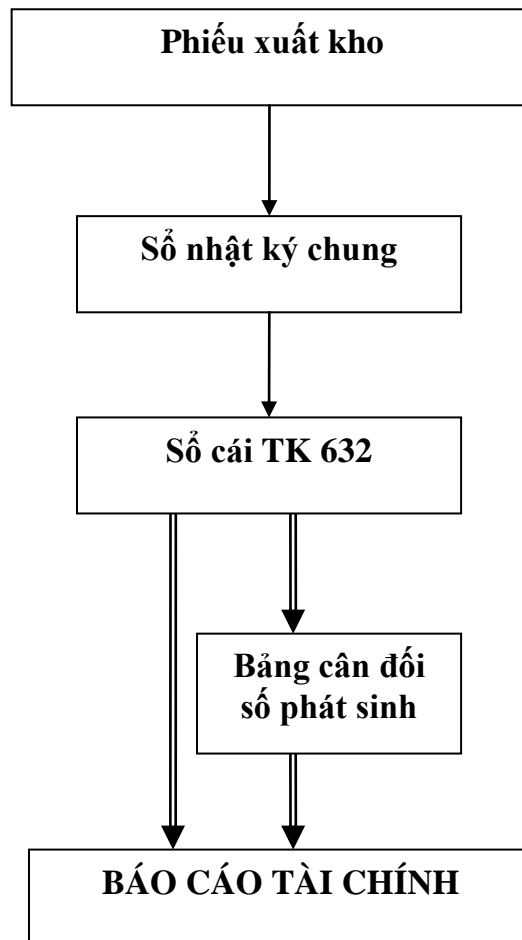 Phiếu xuất kho
Sổ nhật ký chung
Sổ cái TK 632
Bảng cân đối
số phát sinh
BÁO CÁO TÀI CHÍNH